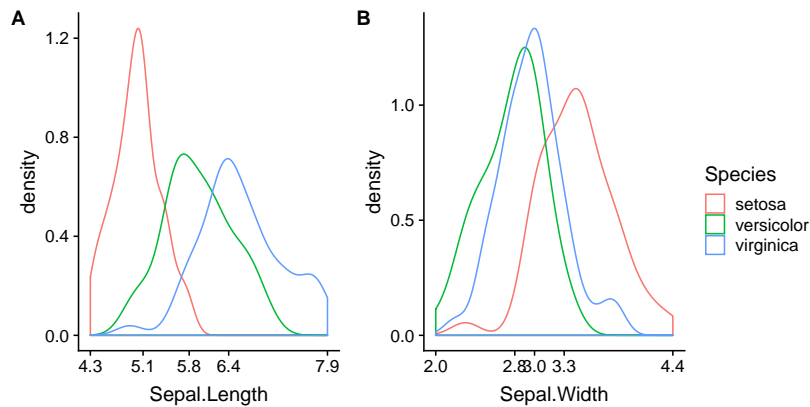 A
density
1.2
0.8
0.4
0.0
4.3 5.1 5.8 6.4 7.9
Sepal.Length
B
density
1.0
0.5
0.0
2.0 2.8 3.0 3.3 4.4
Sepal.Width
Species
setosa
versicolor
virginica